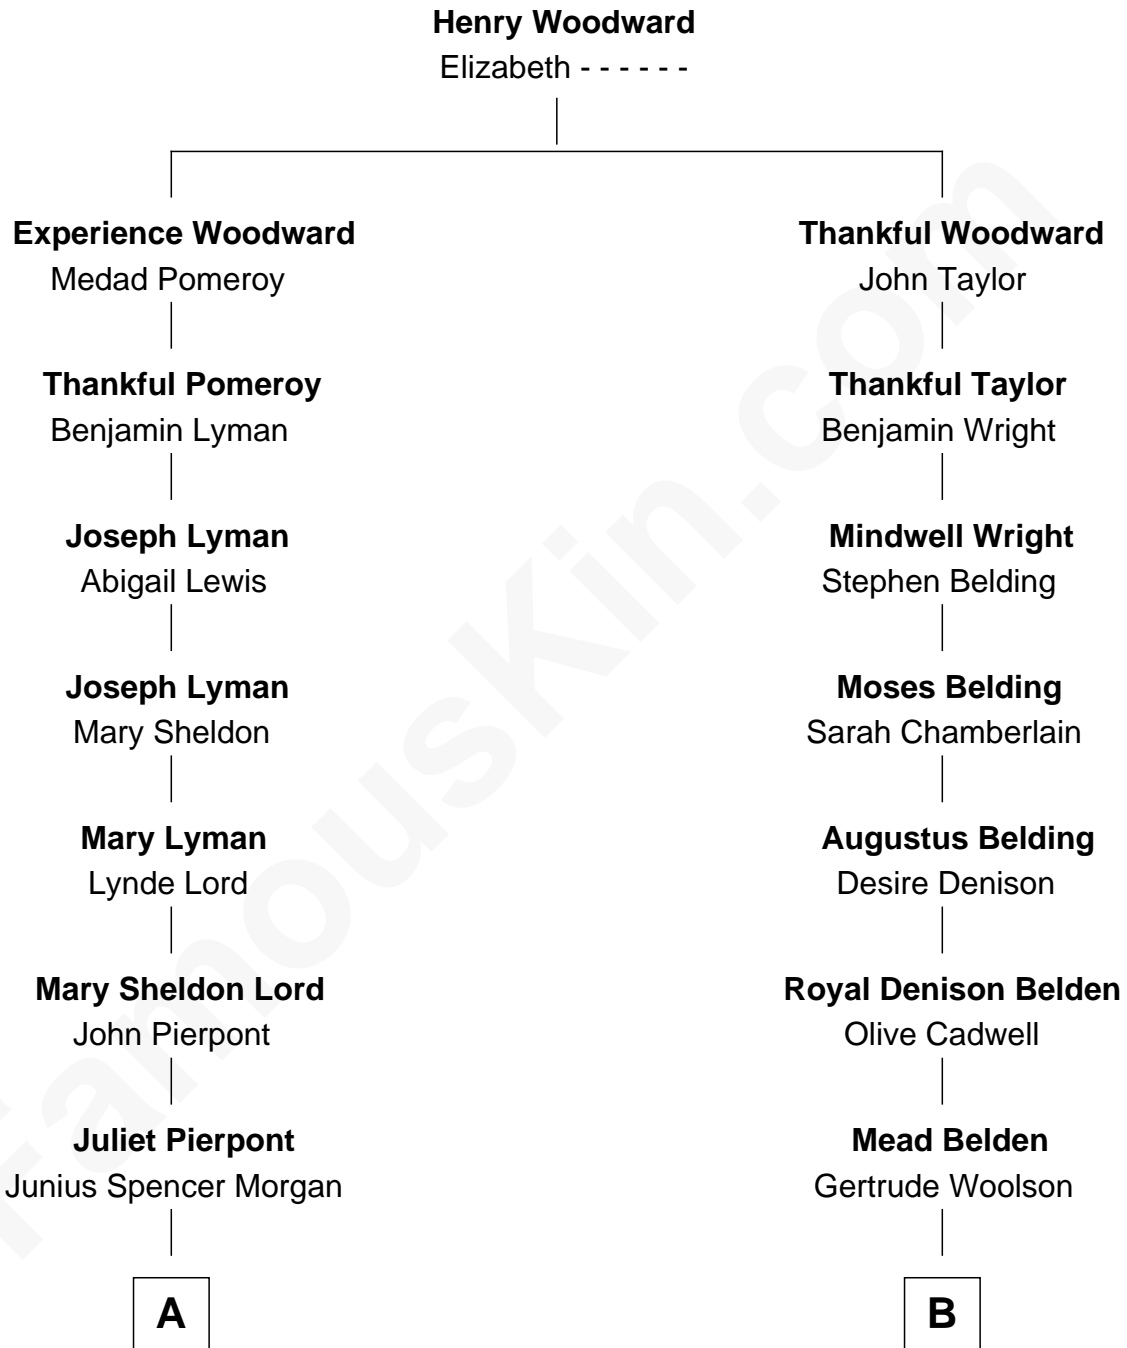 Henry Woodward
Elizabeth - - - - - -
Experience Woodward
Medad Pomeroy
Thankful Woodward
John Taylor
Thankful Pomeroy
Benjamin Lyman
Thankful Taylor
Benjamin Wright
Joseph Lyman
Abigail Lewis
Mindwell Wright
Stephen Belding
Joseph Lyman
Mary Sheldon
Moses Belding
Sarah Chamberlain
Mary Lyman
Lynde Lord
Augustus Belding
Desire Denison
Mary Sheldon Lord
John Pierpont
Royal Denison Belden
Olive Cadwell
Juliet Pierpont
Junius Spencer Morgan
Mead Belden
Gertrude Woolson
A
B
FamousKin.com